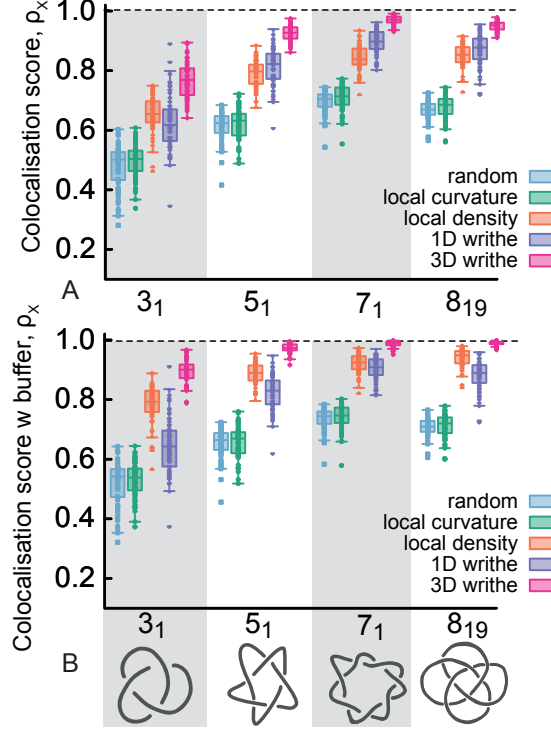 Colocalisation score, ρₓ
1.0
0.8
0.6
0.4
0.2
random
local curvature
local density
1D writhe
3D writhe
A
3₁ 5₁ 7₁ 8₁₉
Colocalisation score w buffer, ρₓ
1.0
0.8
0.6
0.4
0.2
random
local curvature
local density
1D writhe
3D writhe
3₁ 5₁ 7₁ 8₁₉
B